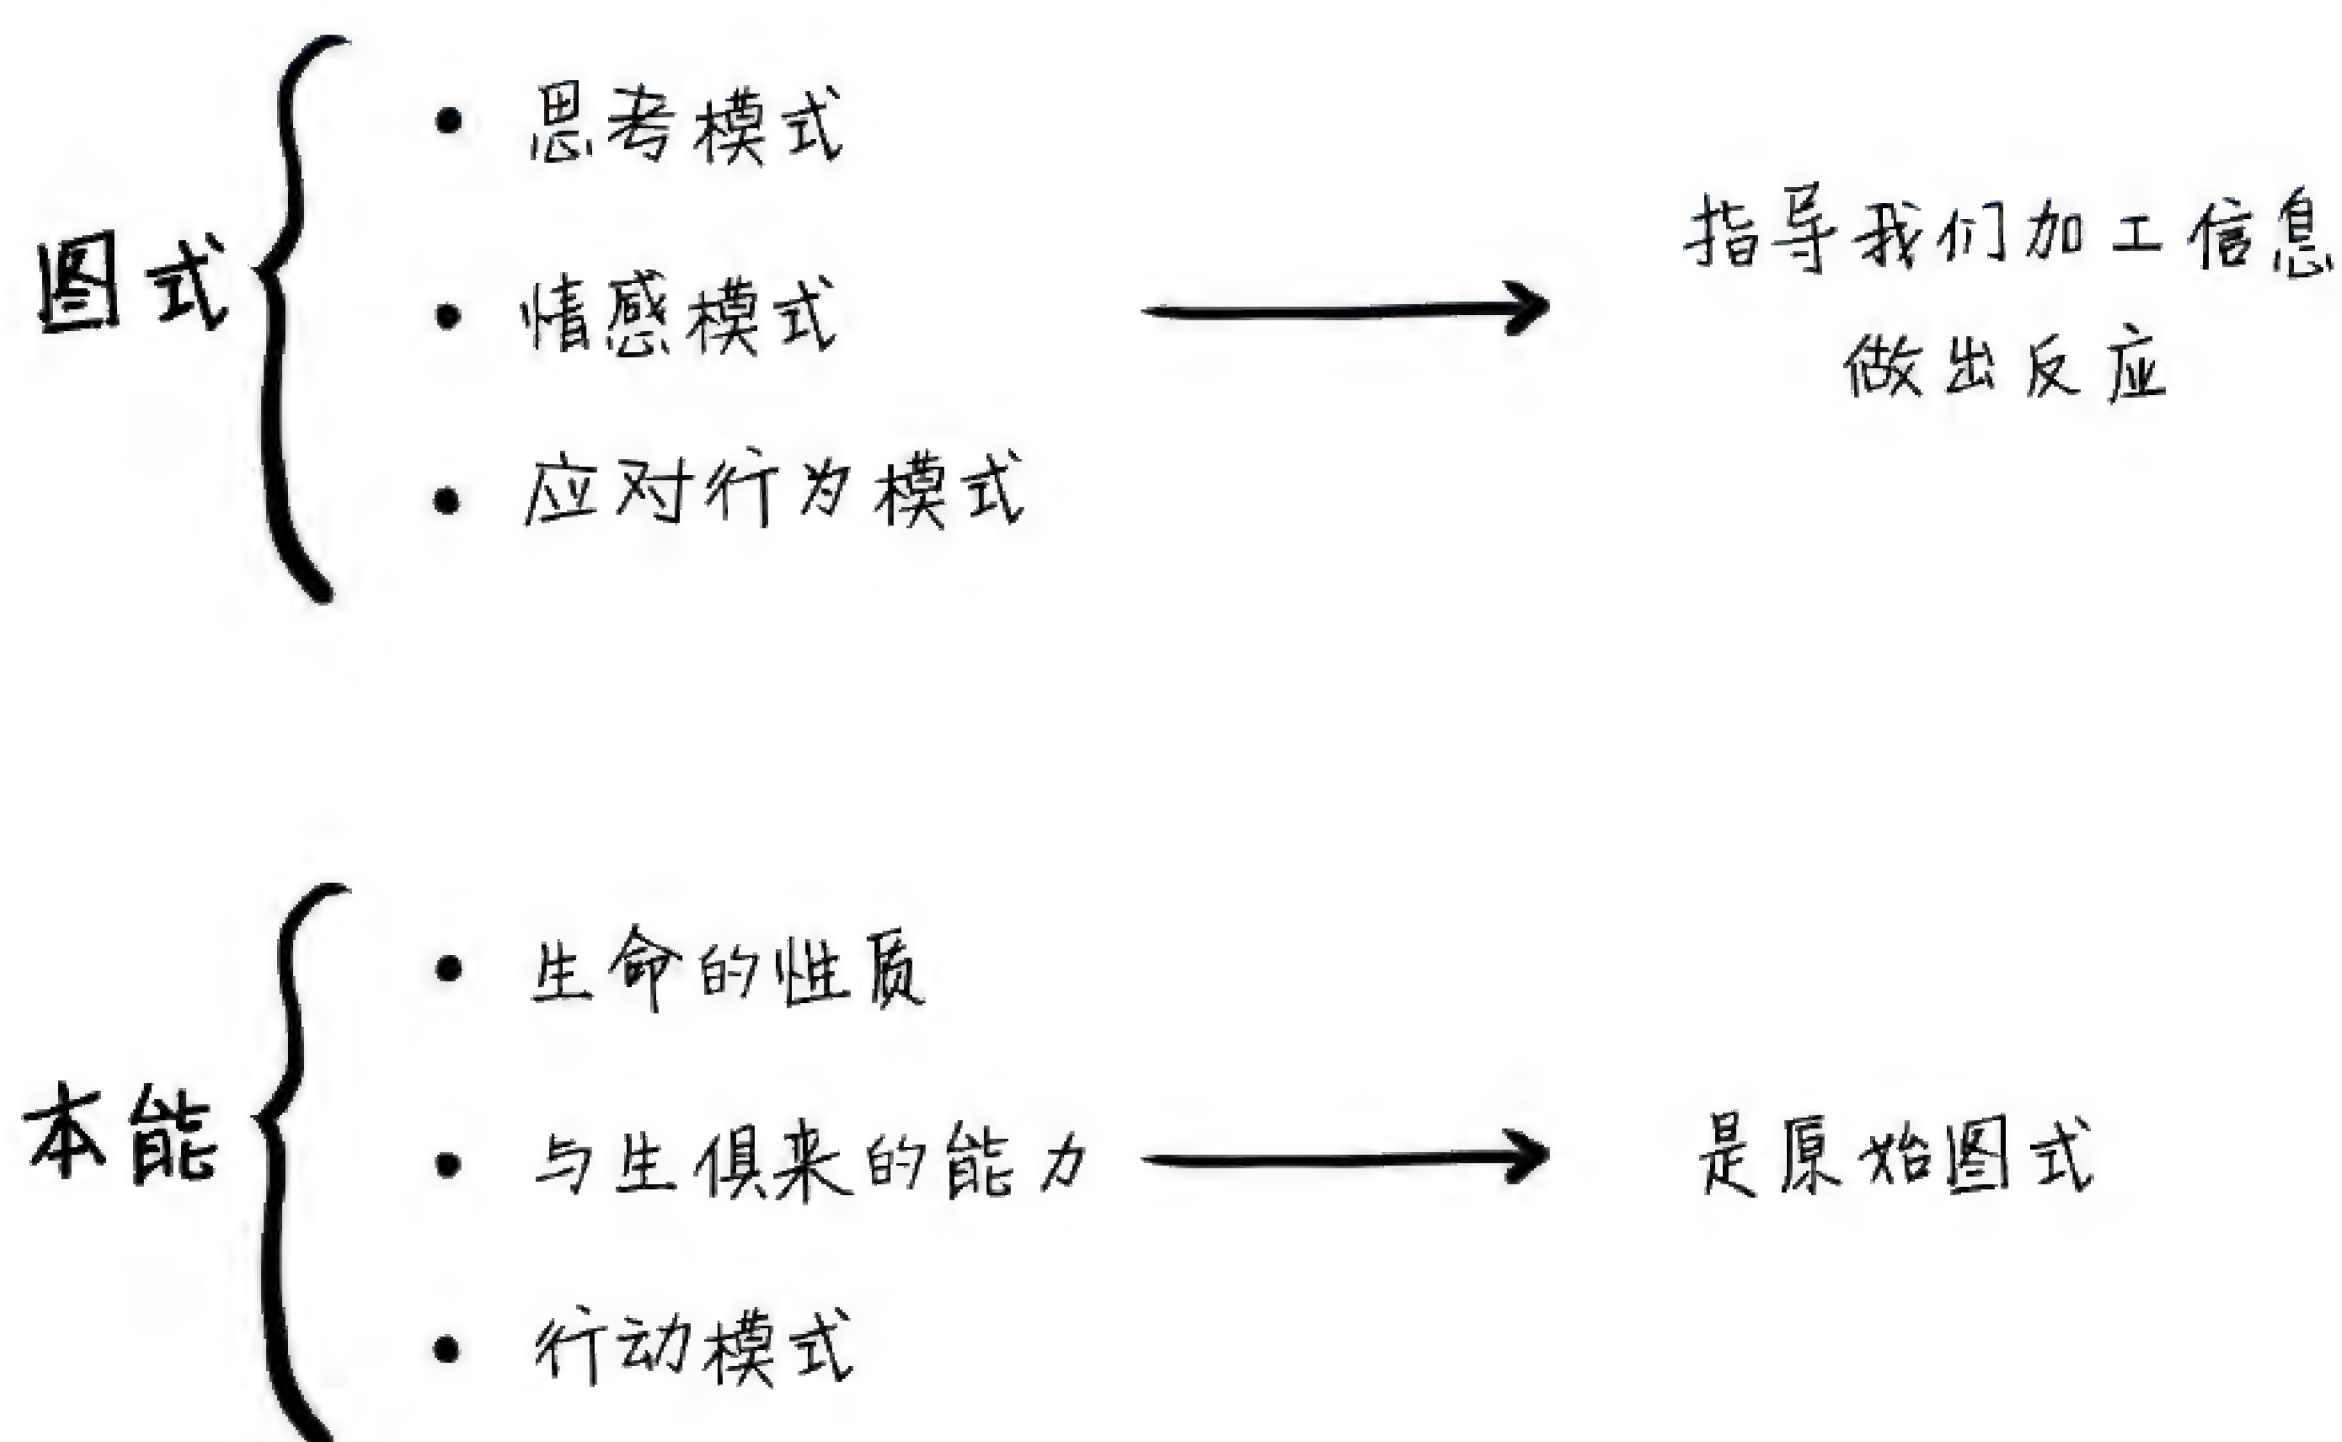 图式
• 思考模式
• 情感模式
• 应对行为模式
指导我们加工信息
做出反应
本能
• 生命的性质
• 与生俱来的能力
• 行动模式
是原始图式